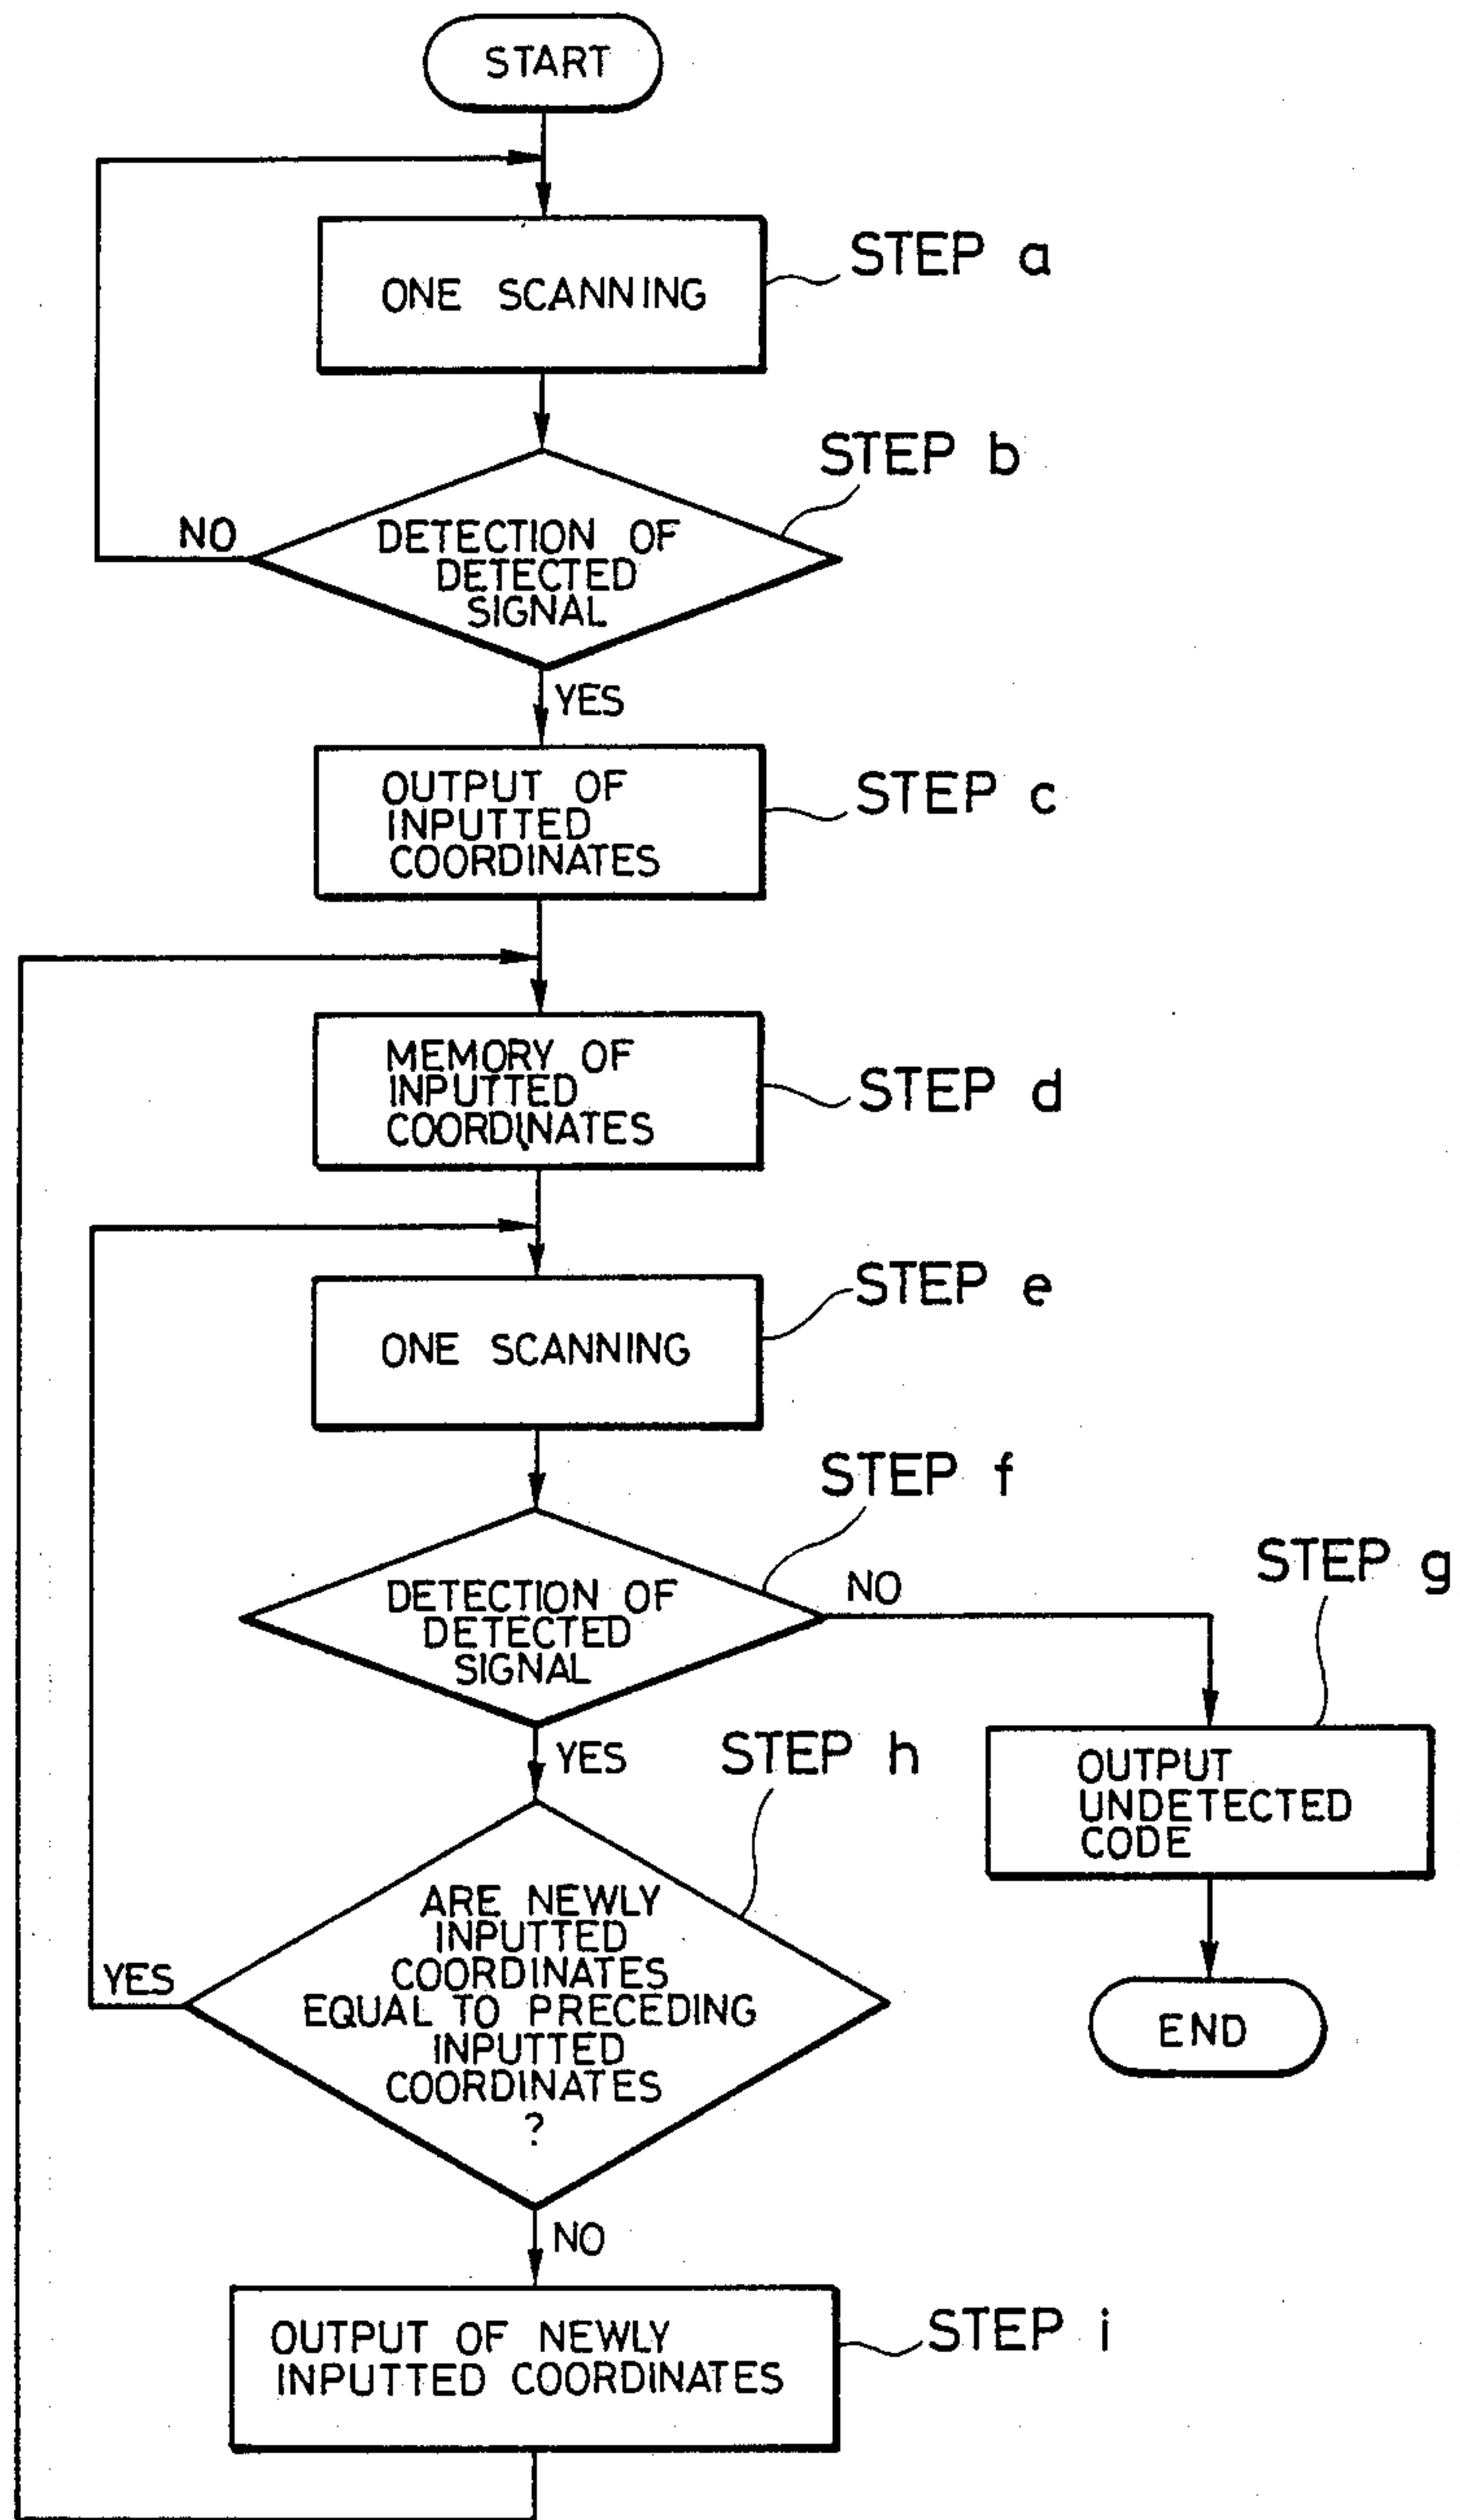 START
ONE SCANNING
STEP a
STEP b
NO
DETECTION OF
DETECTED
SIGNAL
YES
OUTPUT OF
INPUTTED
COORDINATES
STEP c
MEMORY OF
INPUTTED
COORDINATES
STEP d
ONE SCANNING
STEP e
STEP f
DETECTION OF
DETECTED
SIGNAL
NO
STEP g
YES
STEP h
OUTPUT
UNDETECTED
CODE
ARE NEWLY
INPUTTED
COORDINATES
EQUAL TO PRECEDING
INPUTTED
COORDINATES
?
YES
END
NO
OUTPUT OF NEWLY
INPUTTED COORDINATES
STEP i